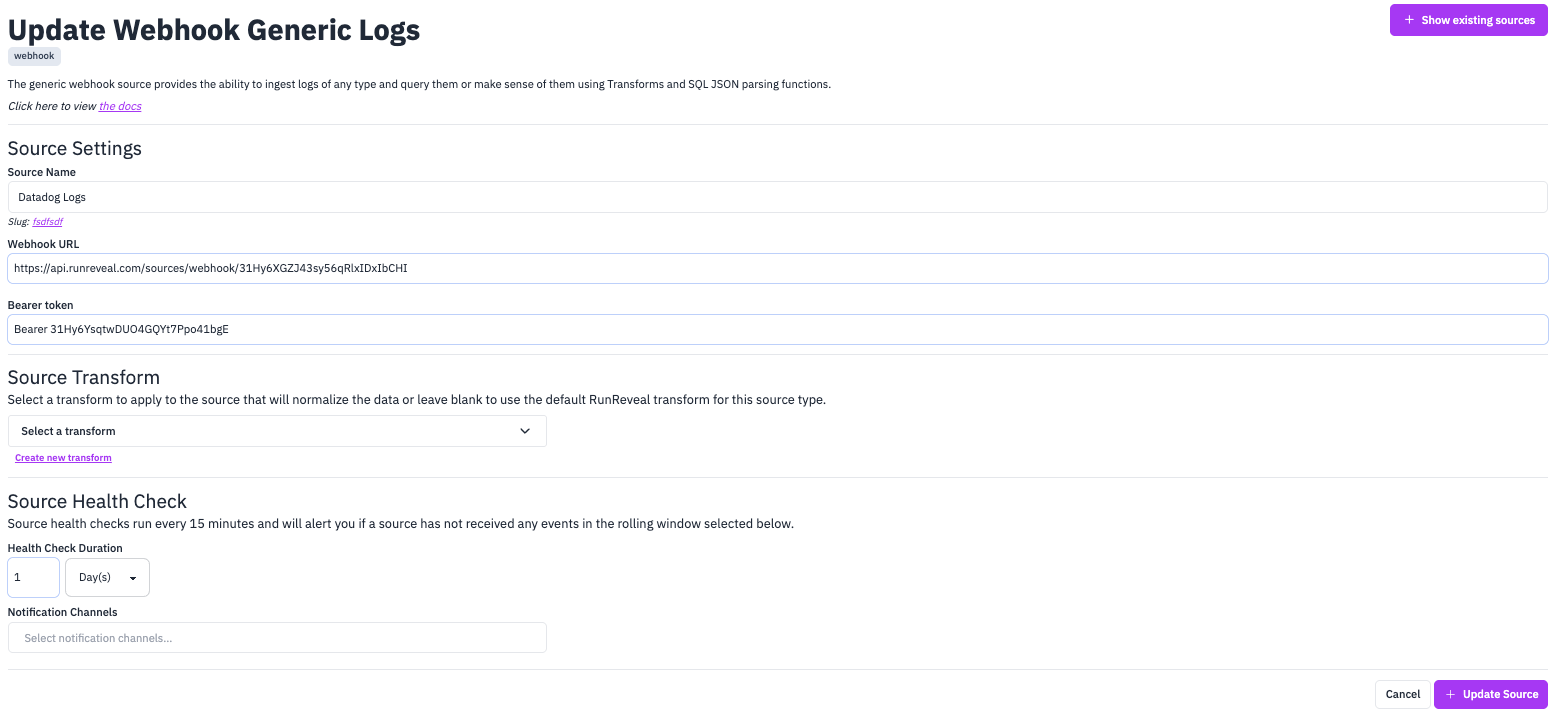 Update Webhook Generic Logs
+ Show existing sources
webhook
The generic webhook source provides the ability to ingest logs of any type and query them or make sense of them using Transforms and SQL JSON parsing functions.
Click here to view the docs
Source Settings
Source Name
Datadog Logs
Slug: fsdfsdf
Webhook URL
https://api.runreveal.com/sources/webhook/31Hy6XGZJ43sy56qRlxIDxIbCHI
Bearer token
Bearer 31Hy6YsqtwDUO4GQYt7Ppo41bgE
Source Transform
Select a transform to apply to the source that will normalize the data or leave blank to use the default RunReveal transform for this source type.
Select a transform
Create new transform
Source Health Check
Source health checks run every 15 minutes and will alert you if a source has not received any events in the rolling window selected below.
Health Check Duration
1 Day(s)
Notification Channels
Select notification channels...
Cancel + Update Source